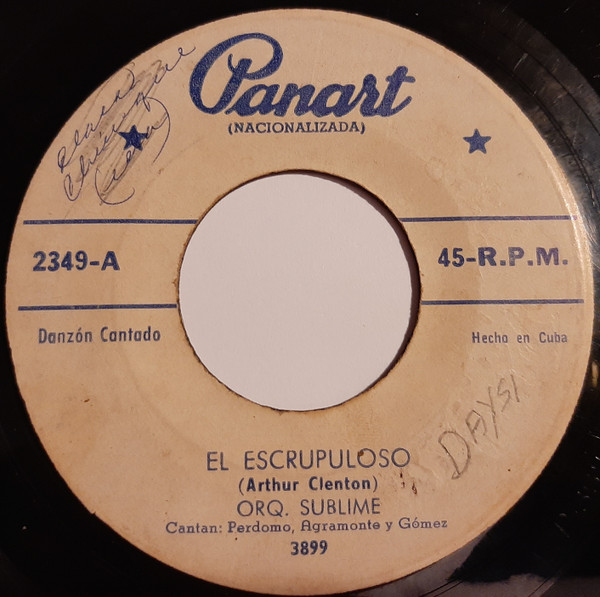 Panart
(NACIONALIZADA)
2349-A
45-R.P.M.
Danzón Cantado
Hecho en Cuba
DAYSI
EL ESCRUPULOSO
(Arthur Clenton)
ORQ. SUBLIME
Cantan: Perdomo, Agramonte y Gómez
3899